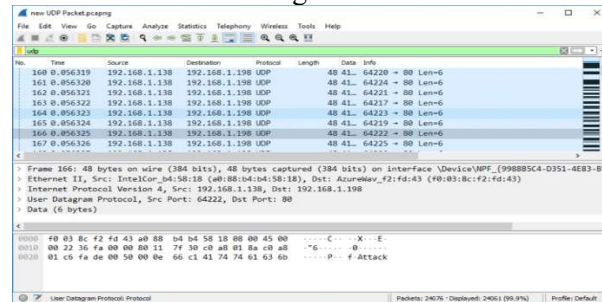 new UDP Packet.pcapng
File Edit View Go Capture Analyze Statistics Telephony Wireless Tools Help
udp
No. Time Source Destination Protocol Length Data Info
160 0.056319 192.168.1.138 192.168.1.198 UDP 48 41… 64220 → 80 Len=6
161 0.056320 192.168.1.138 192.168.1.198 UDP 48 41… 64224 → 80 Len=6
162 0.056321 192.168.1.138 192.168.1.198 UDP 48 41… 64221 → 80 Len=6
163 0.056322 192.168.1.138 192.168.1.198 UDP 48 41… 64217 → 80 Len=6
164 0.056323 192.168.1.138 192.168.1.198 UDP 48 41… 64223 → 80 Len=6
165 0.056324 192.168.1.138 192.168.1.198 UDP 48 41… 64219 → 80 Len=6
166 0.056325 192.168.1.138 192.168.1.198 UDP 48 41… 64222 → 80 Len=6
167 0.056326 192.168.1.138 192.168.1.198 UDP 48 41… 64225 → 80 Len=6
> Frame 166: 48 bytes on wire (384 bits), 48 bytes captured (384 bits) on interface \Device\NPF_{998885C4-D351-4E83-B
> Ethernet II, Src: IntelCor_b4:58:18 (a0:88:b4:b4:58:18), Dst: AzureWav_f2:fd:43 (f0:03:8c:f2:fd:43)
> Internet Protocol Version 4, Src: 192.168.1.138, Dst: 192.168.1.198
> User Datagram Protocol, Src Port: 64222, Dst Port: 80
> Data (6 bytes)
0000 f0 03 8c f2 fd 43 a0 88 b4 b4 58 18 08 00 45 00 ·····C·· ··X···E·
0010 00 22 36 fa 00 00 80 11 7f 30 c0 a8 01 8a c0 a8 ·"6····· ·0······
0020 01 c6 fa de 00 50 00 0e 66 c1 41 74 74 61 63 6b ·····P·· f·Attack
User Datagram Protocol: Protocol
Packets: 24076 · Displayed: 24061 (99.9%)
Profile: Default